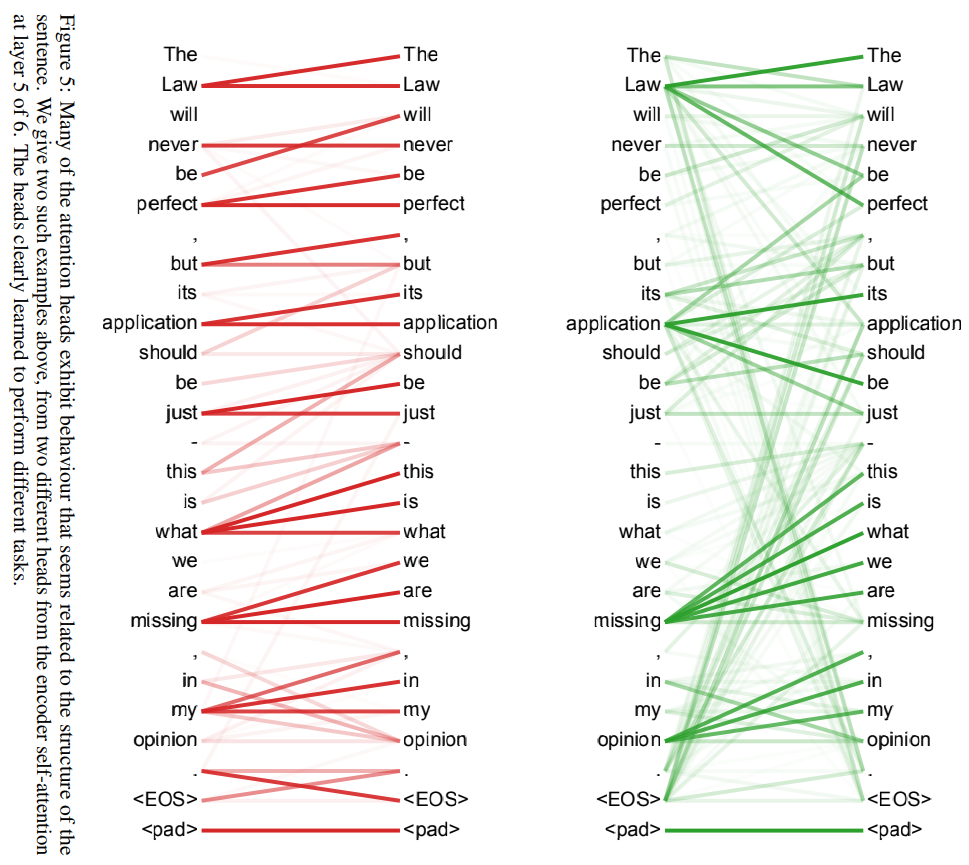 Figure 5: Many of the attention heads exhibit behaviour that seems related to the structure of the
sentence. We give two such examples above, from two different heads from the encoder self-attention
at layer 5 of 6. The heads clearly learned to perform different tasks.
The
Law
will
never
be
perfect
,
but
its
application
should
be
just
-
this
is
what
we
are
missing
,
in
my
opinion
.
<EOS>
<pad>
The
Law
will
never
be
perfect
,
but
its
application
should
be
just
-
this
is
what
we
are
missing
,
in
my
opinion
.
<EOS>
<pad>
The
Law
will
never
be
perfect
,
but
its
application
should
be
just
-
this
is
what
we
are
missing
,
in
my
opinion
.
<EOS>
<pad>
The
Law
will
never
be
perfect
,
but
its
application
should
be
just
-
this
is
what
we
are
missing
,
in
my
opinion
.
<EOS>
<pad>